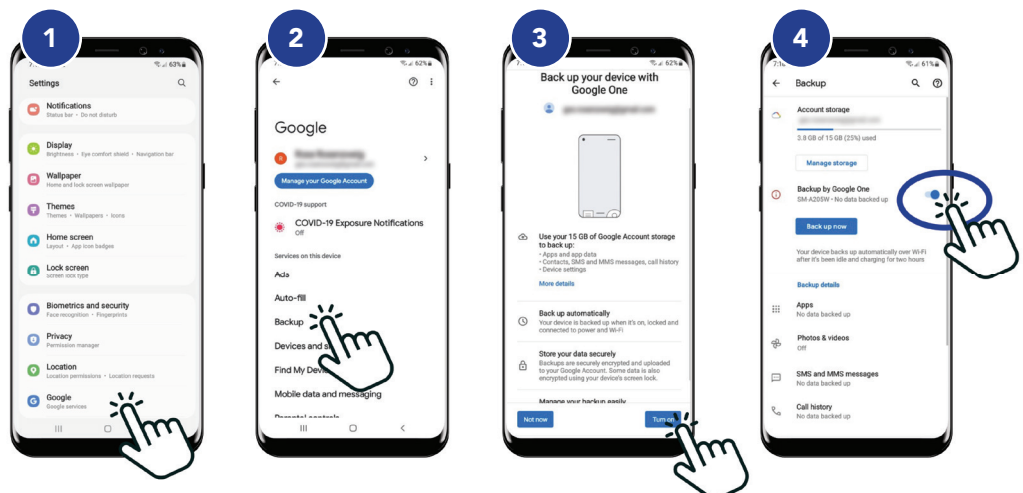 1
63%
Settings
Notifications
Status bar • Do not disturb
Display
Brightness • Eye comfort shield • Navigation bar
Wallpaper
Home and lock screen wallpaper
Themes
Themes • Wallpapers • Icons
Home screen
Layout • App icon badges
Lock screen
Screen lock type
Biometrics and security
Face recognition • Fingerprints
Privacy
Permission manager
Location
Location permissions • Location requests
Google
Google services
2
62%
Google
R
Manage your Google Account
COVID-19 support
COVID-19 Exposure Notifications
Off
Services on this device
Ads
Auto-fill
Backup
Devices and
Find My
Mobile data and messaging
Parental controls
3
62%
Back up your device with
Google One
Use your 15 GB of Google Account storage
to back up:
• Apps and app data
• Contacts, SMS and MMS messages, call history
• Device settings
More details
Back up automatically
Your device is backed up when it's on, locked and
connected to power and Wi-Fi
Store your data securely
Backups are securely encrypted and uploaded
to your Google Account. Some data is also
encrypted using your device's screen lock.
Manage your backup easily
Not now
Turn on
4
61%
Backup
Account storage
3.8 GB of 15 GB (25%) used
Manage storage
Backup by Google One
SM-A205W • No data backed up
Back up now
Your device backs up automatically over Wi-Fi
after it's been idle and charging for two hours
Backup details
Apps
No data backed up
Photos & videos
Off
SMS and MMS messages
No data backed up
Call history
No data backed up